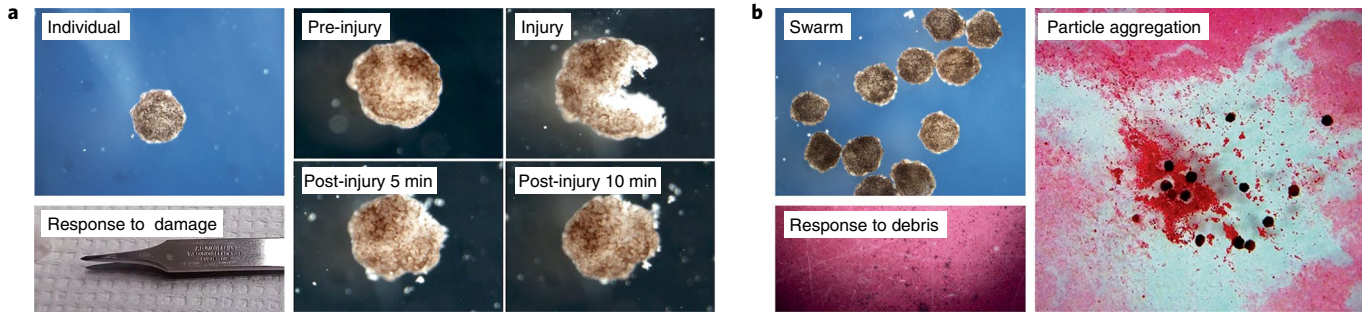 a
Individual
Pre-injury
Injury
Response to damage
Post-injury 5 min
Post-injury 10 min
b
Swarm
Particle aggregation
Response to debris